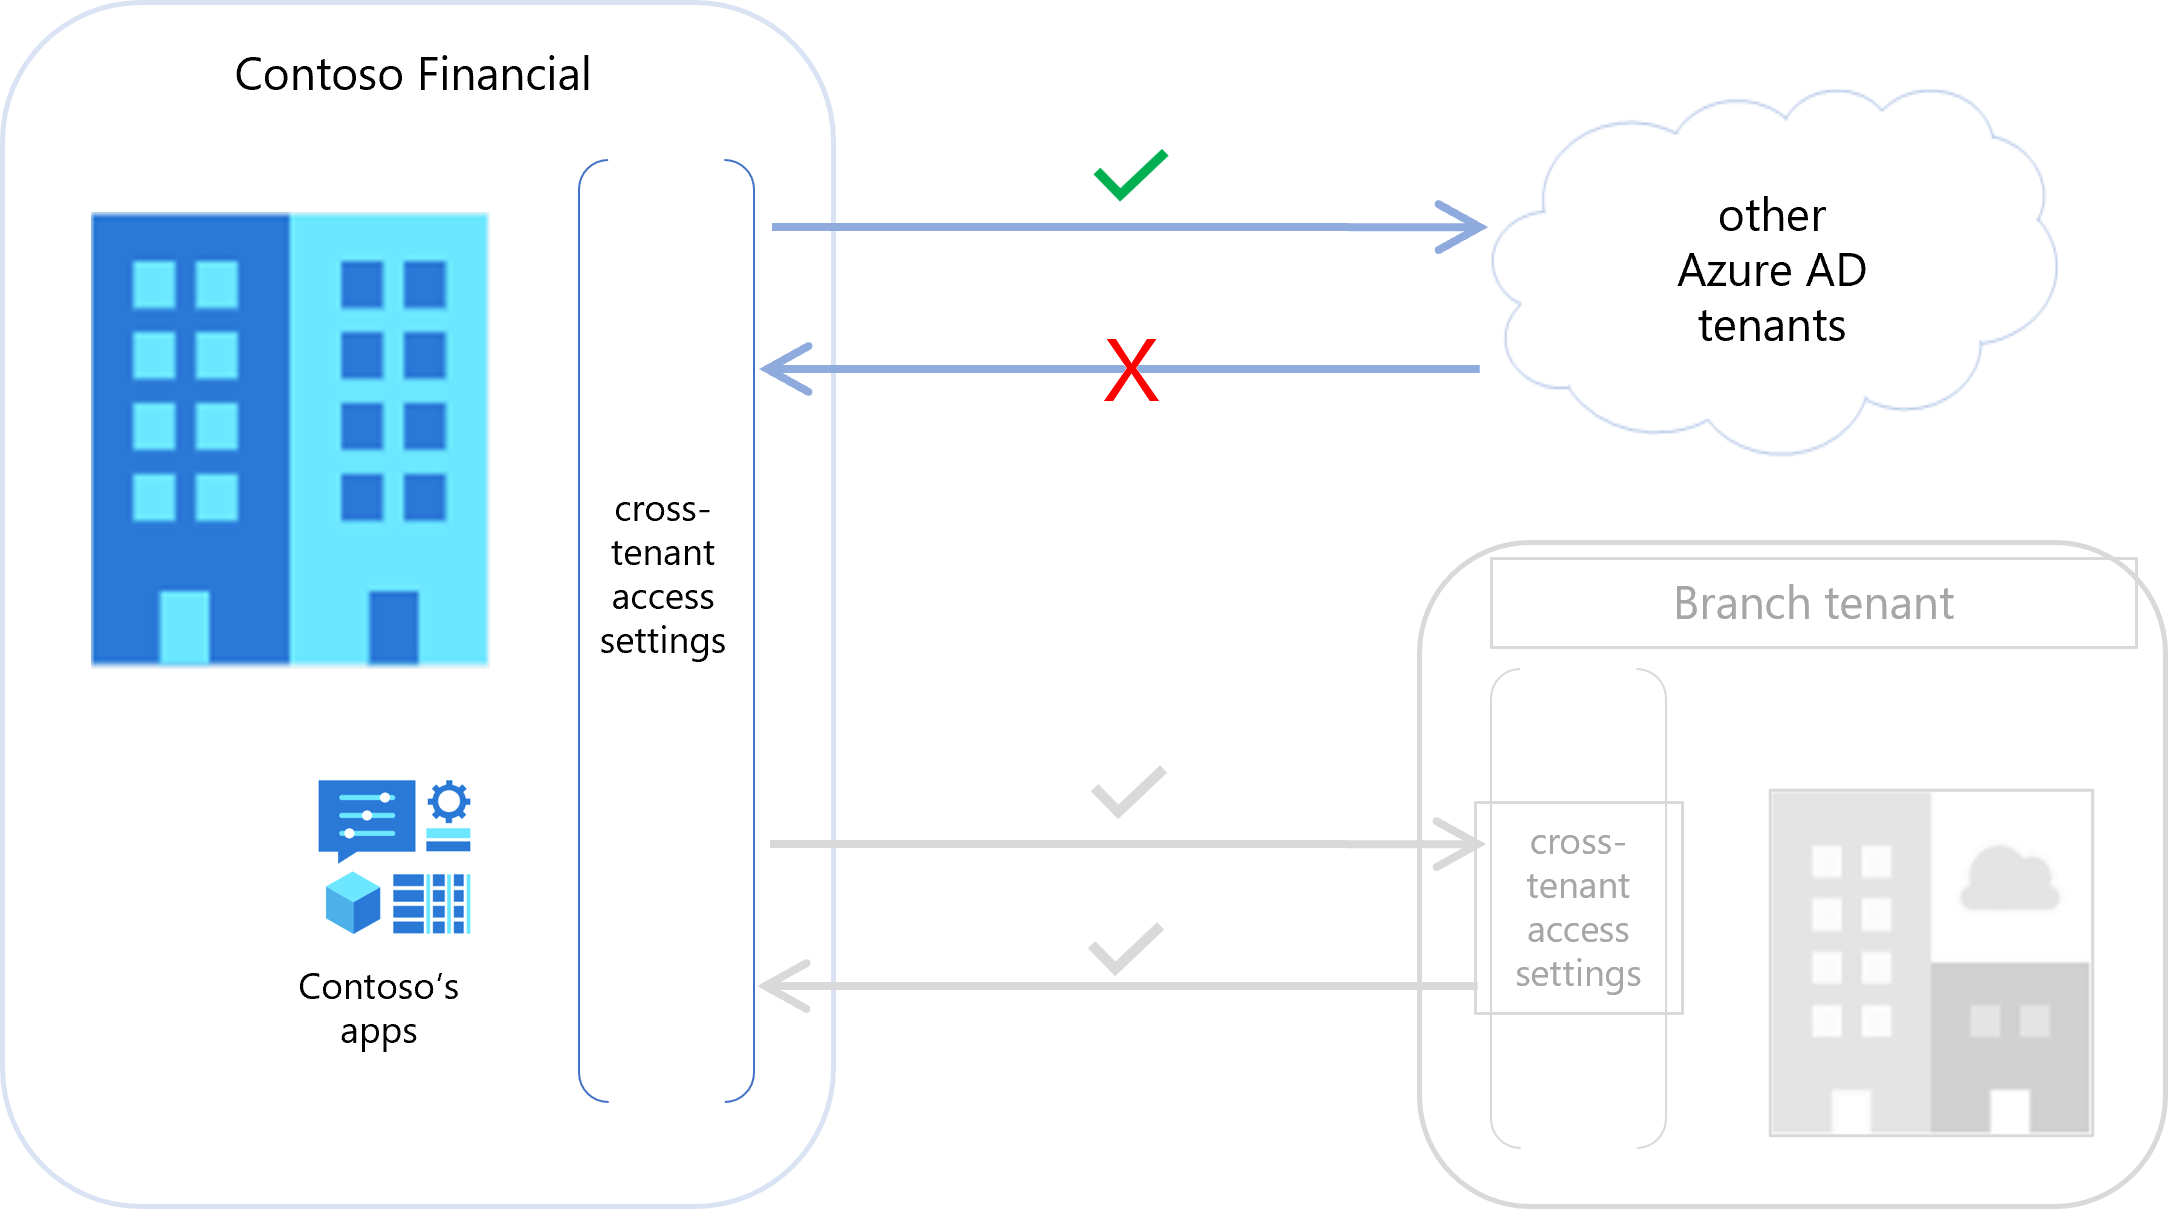 Contoso Financial
cross-
tenant
access
settings
Contoso‘s
apps
other
Azure AD
tenants
X
Branch tenant
cross-
tenant
access
settings